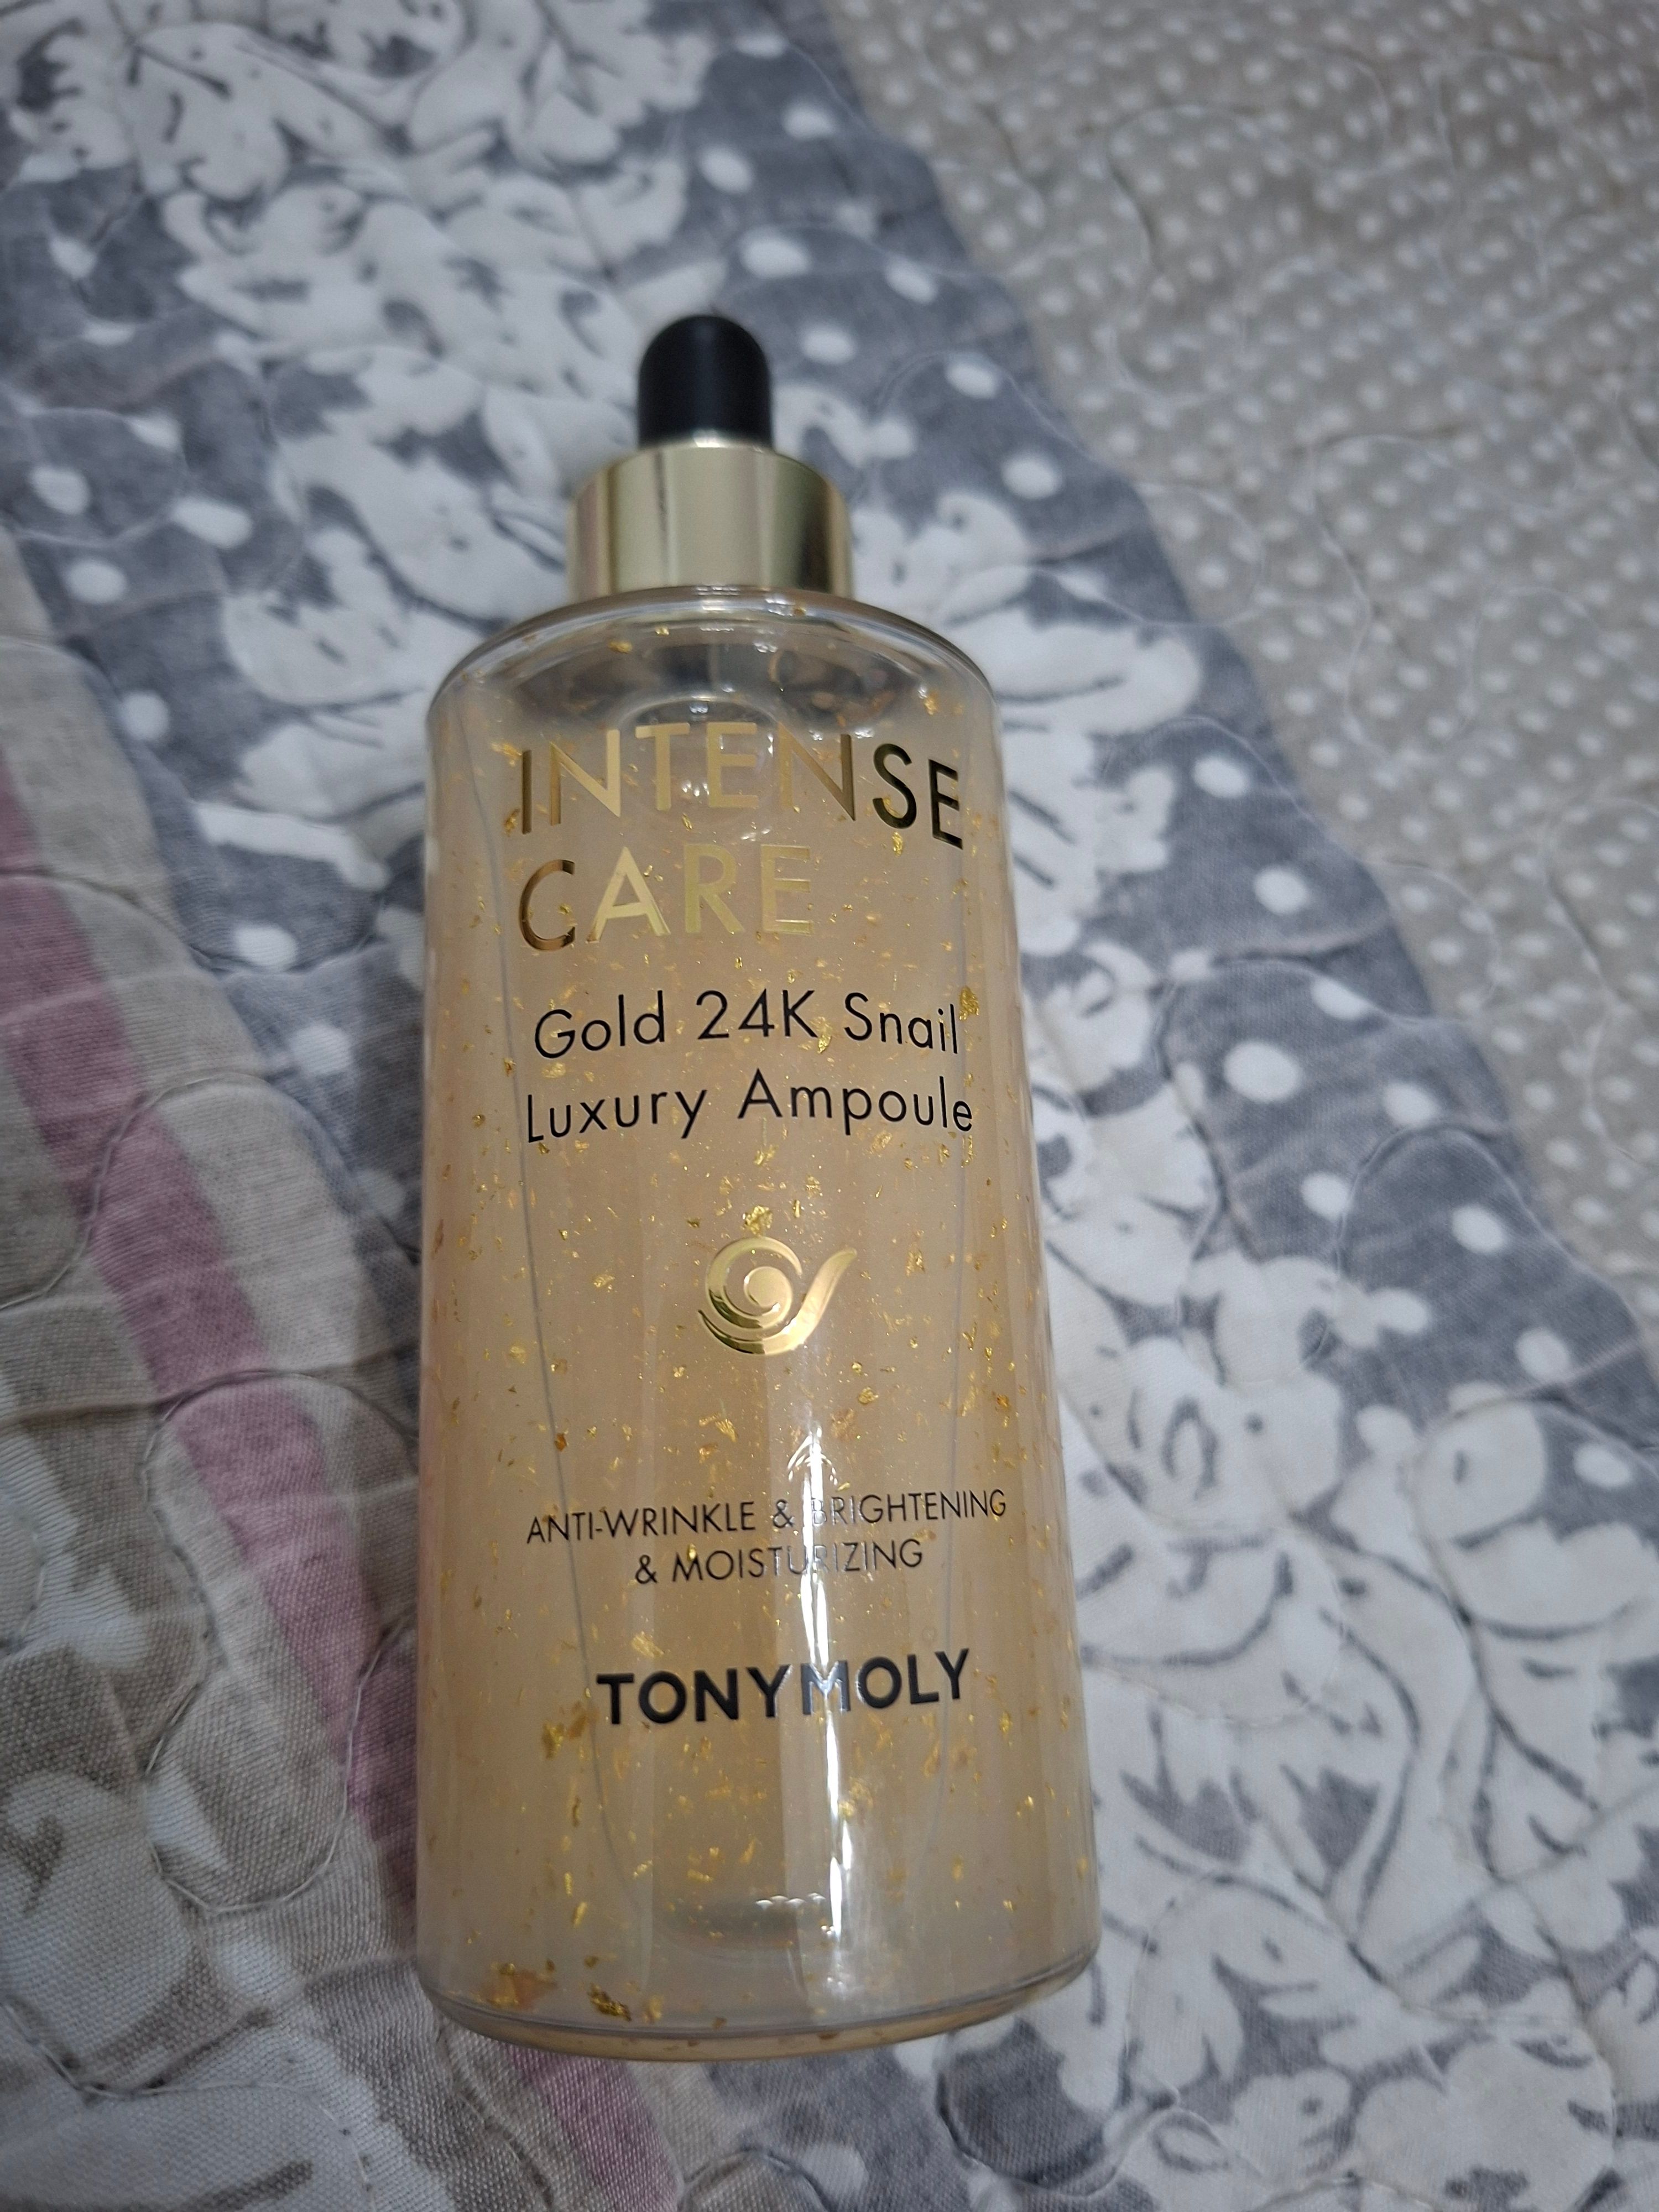 INTENSE
CARE
Gold 24K Snail
Luxury Ampoule
ANTI-WRINKLE & BRIGHTENING
& MOISTURIZING
TONYMOLY